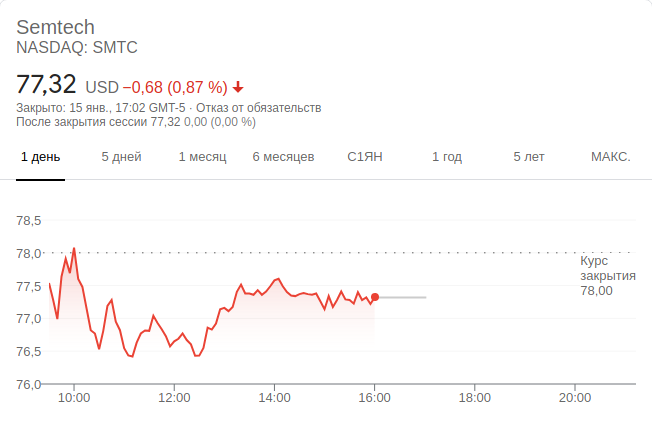 Semtech
NASDAQ: SMTC
77,32 USD −0,68 (0,87 %)
Закрыто: 15 янв., 17:02 GMT-5 · Отказ от обязательств
После закрытия сессии 77,32 0,00 (0,00 %)
1 день 5 дней 1 месяц 6 месяцев С1ЯН 1 год 5 лет МАКС.
78,5
78,0
Курс
закрытия
78,00
77,5
77,0
76,5
76,0
10:00 12:00 14:00 16:00 18:00 20:00